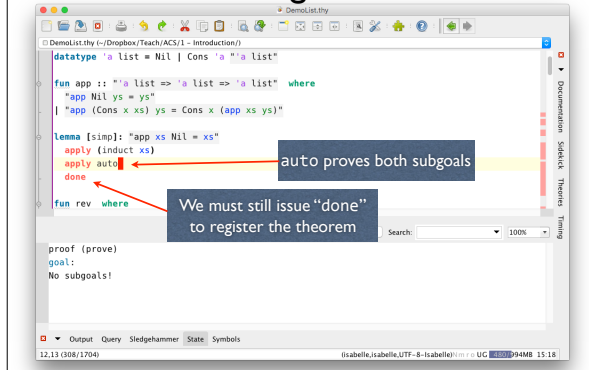 DemoList.thy
DemoList.thy (~/Dropbox/Teach/ACS/1 - Introduction/)
datatype 'a list = Nil | Cons 'a "'a list"
fun app :: "'a list => 'a list => 'a list" where
"app Nil ys = ys"
| "app (Cons x xs) ys = Cons x (app xs ys)"
lemma [simp]: "app xs Nil = xs"
apply (induct xs)
apply auto
done
fun rev where
auto proves both subgoals
We must still issue “done”
to register the theorem
Documentation
Sidekick
Theories
Timing
Search:
100%
proof (prove)
goal:
No subgoals!
Output Query Sledgehammer State Symbols
12,13 (308/1704)
(isabelle,isabelle,UTF-8-Isabelle)N m r o UG 480/994MB 15:18